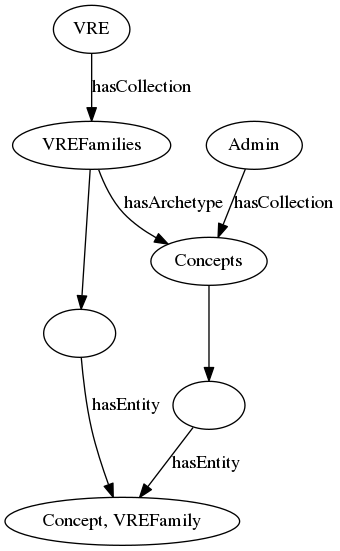 VRE
hasCollection
VREFamilies
Admin
hasArchetype
hasCollection
Concepts
hasEntity
hasEntity
Concept, VREFamily